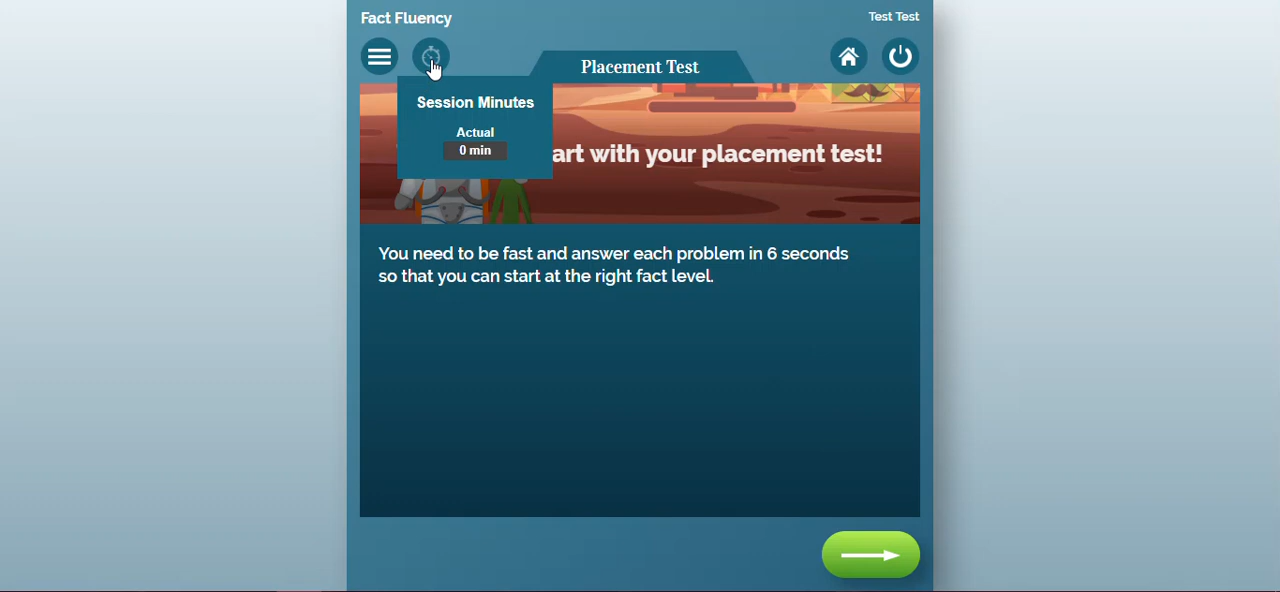 Fact Fluency
Test Test
Placement Test
Session Minutes
Actual
0 min
art with your placement test!
You need to be fast and answer each problem in 6 seconds
so that you can start at the right fact level.